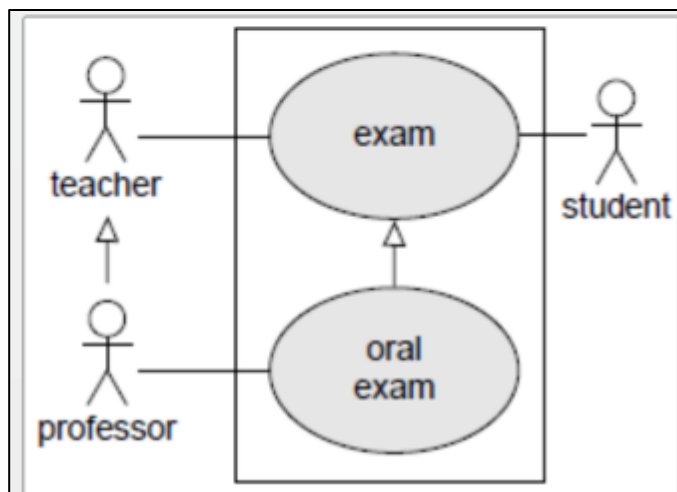 exam
teacher
student
oral
exam
professor